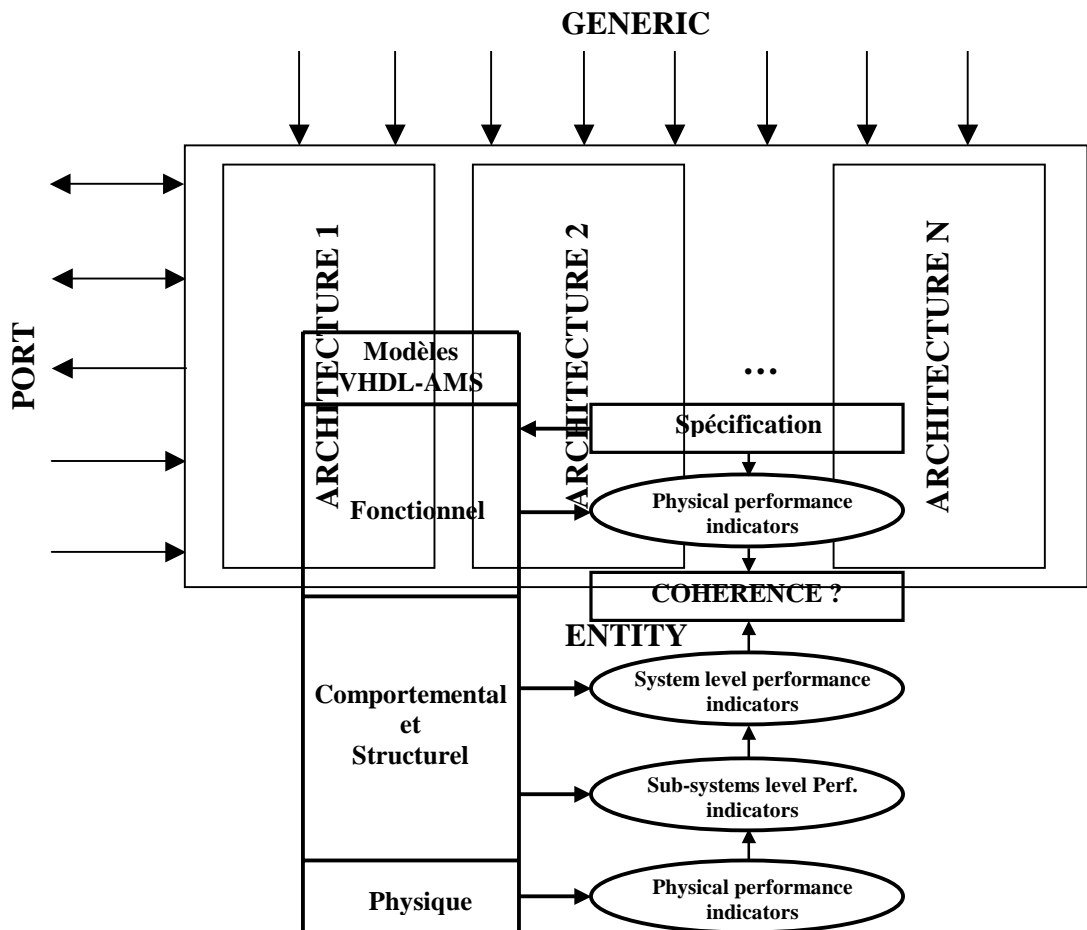 GENERIC
PORT
ARCHITECTURE 1
ARCHITECTURE 2
...
ARCHITECTURE N
ENTITY
Modèles
VHDL-AMS
Fonctionnel
Comportemental
et
Structurel
Physique
Spécification
Physical performance
indicators
COHERENCE ?
System level performance
indicators
Sub-systems level Perf.
indicators
Physical performance
indicators